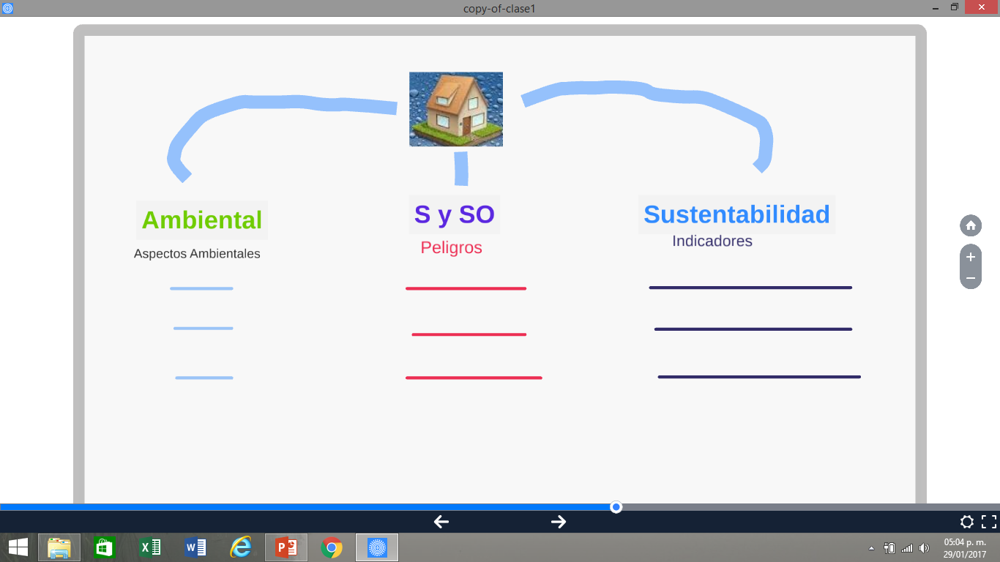 copy-of-clase1
Ambiental
Aspectos Ambientales
S y SO
Peligros
Sustentabilidad
Indicadores
05:04 p. m.
29/01/2017